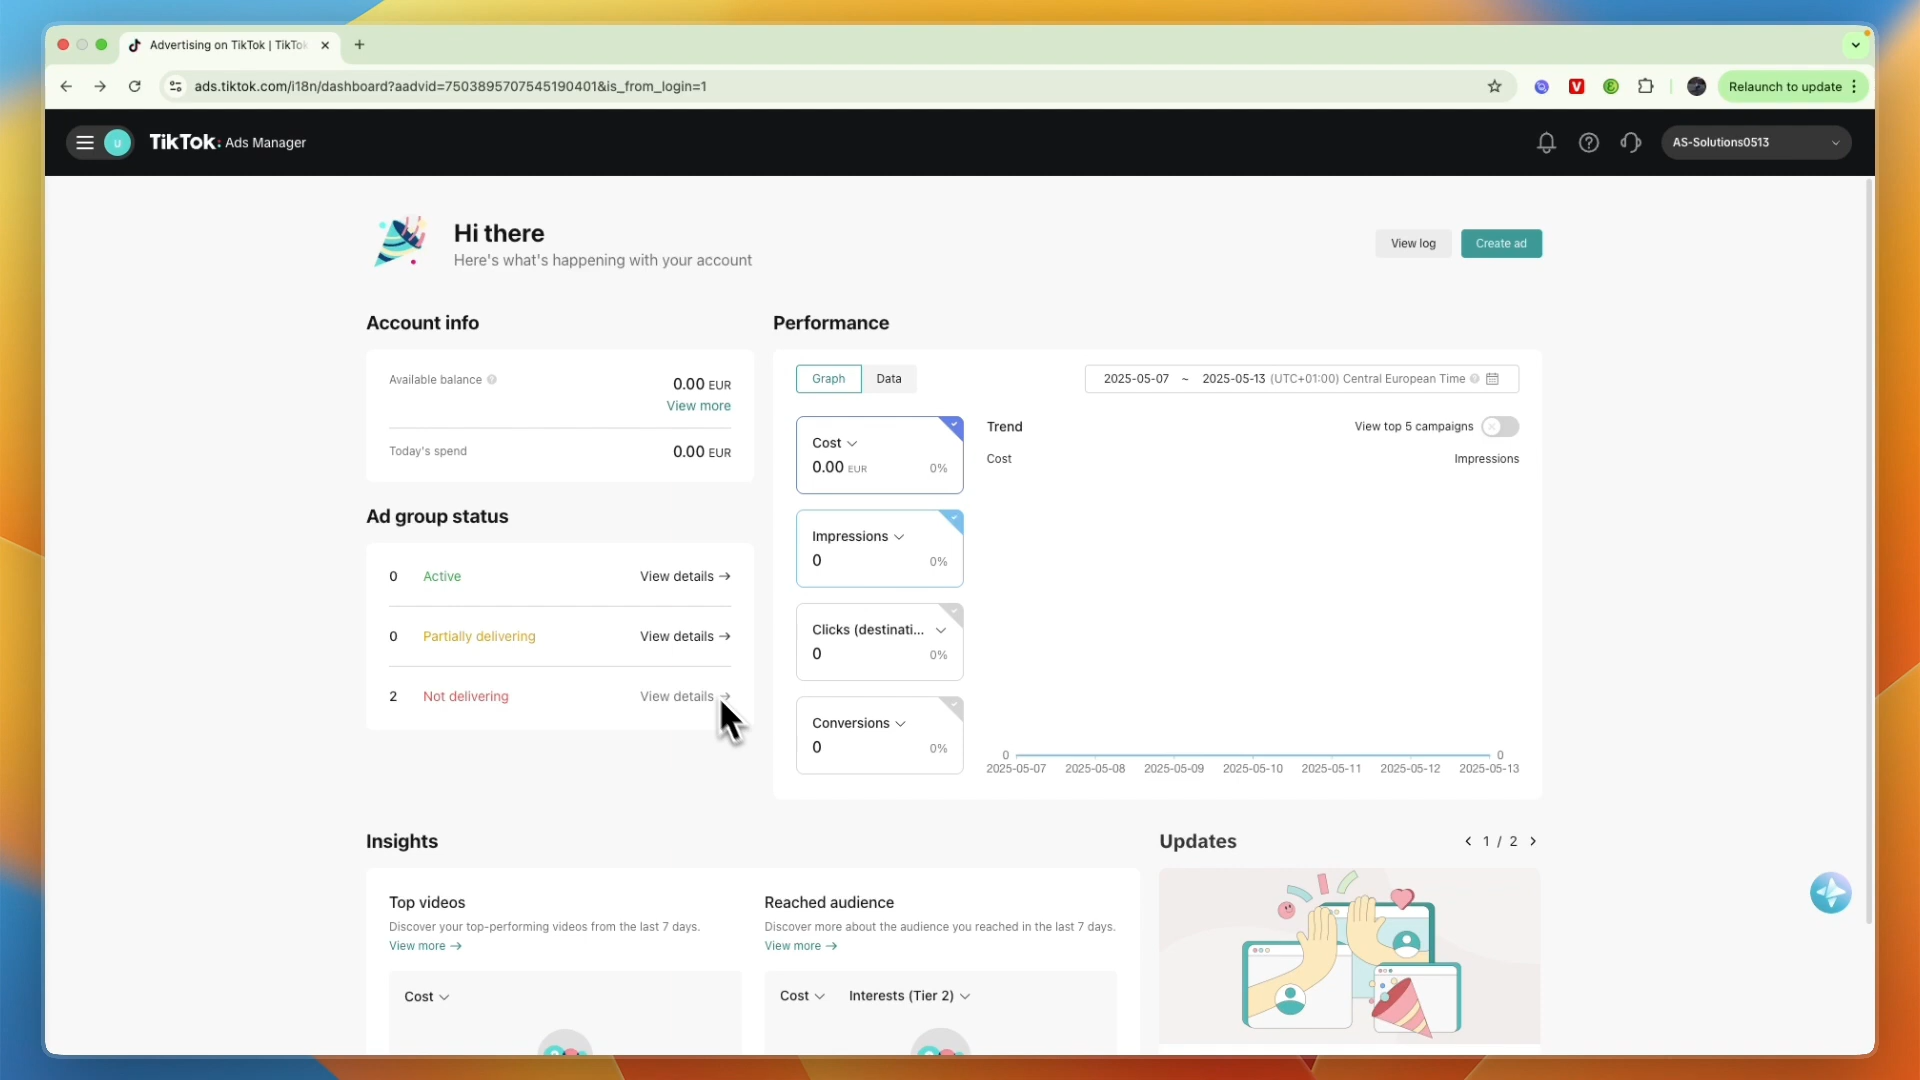 Advertising on TikTok | TikTok
ads.tiktok.com/i18n/dashboard?aadvid=7503895707545190401&is_from_login=1
V
Relaunch to update
u
TikTok: Ads Manager
AS-Solutions0513
Hi there
Here's what's happening with your account
View log
Create ad
Account info
Available balance
0.00 EUR
View more
Today's spend
0.00 EUR
Ad group status
0 Active View details →
0 Partially delivering View details →
2 Not delivering View details →
Performance
Graph
Data
2025-05-07 ~ 2025-05-13 (UTC+01:00) Central European Time
Cost
0.00 EUR 0%
Impressions
0 0%
Clicks (destinati...
0 0%
Conversions
0 0%
Trend
View top 5 campaigns
Cost
Impressions
0
0
2025-05-07 2025-05-08 2025-05-09 2025-05-10 2025-05-11 2025-05-12 2025-05-13
Insights
Top videos
Discover your top-performing videos from the last 7 days.
View more →
Cost
Reached audience
Discover more about the audience you reached in the last 7 days.
View more →
Cost Interests (Tier 2)
Updates
1 / 2